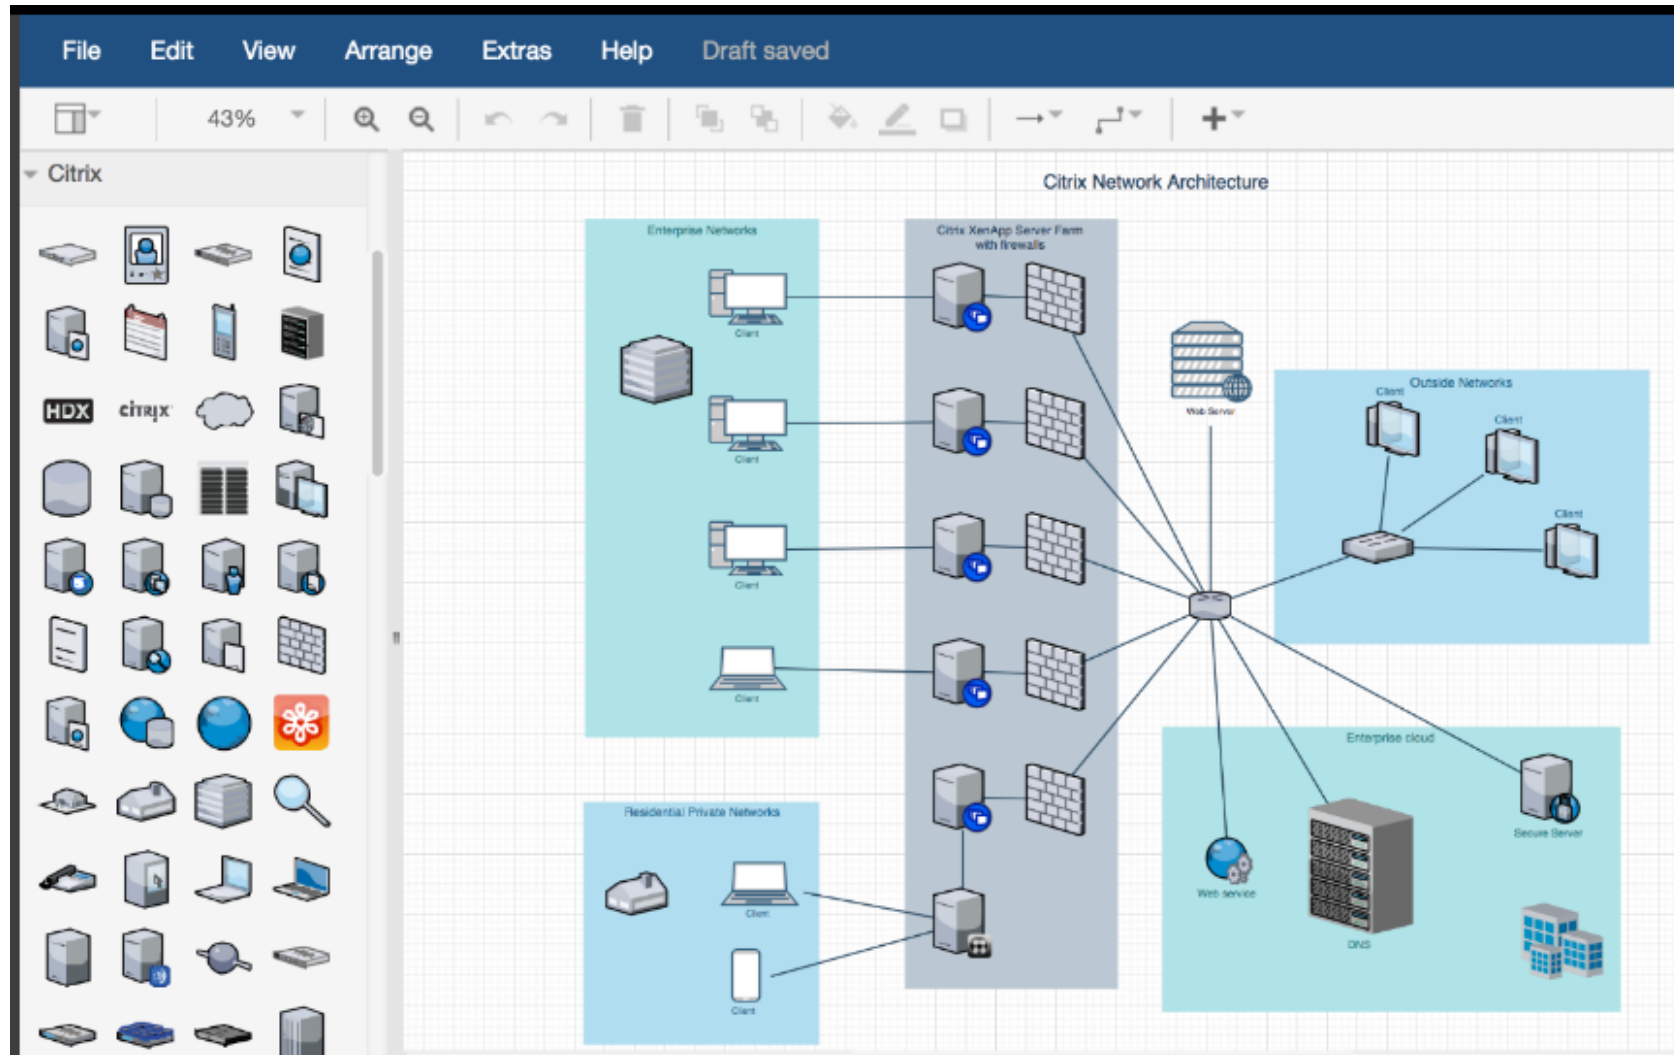 File Edit View Arrange Extras Help Draft saved
43%
Citrix
HDX
CİTRIX
Citrix Network Architecture
Enterprise Networks
Client
Client
Client
Client
Citrix XenApp Server Farm
with firewalls
Web Server
Outside Networks
Client
Client
Client
Residential Private Networks
Client
Client
Enterprise cloud
Web service
DNS
Secure Server